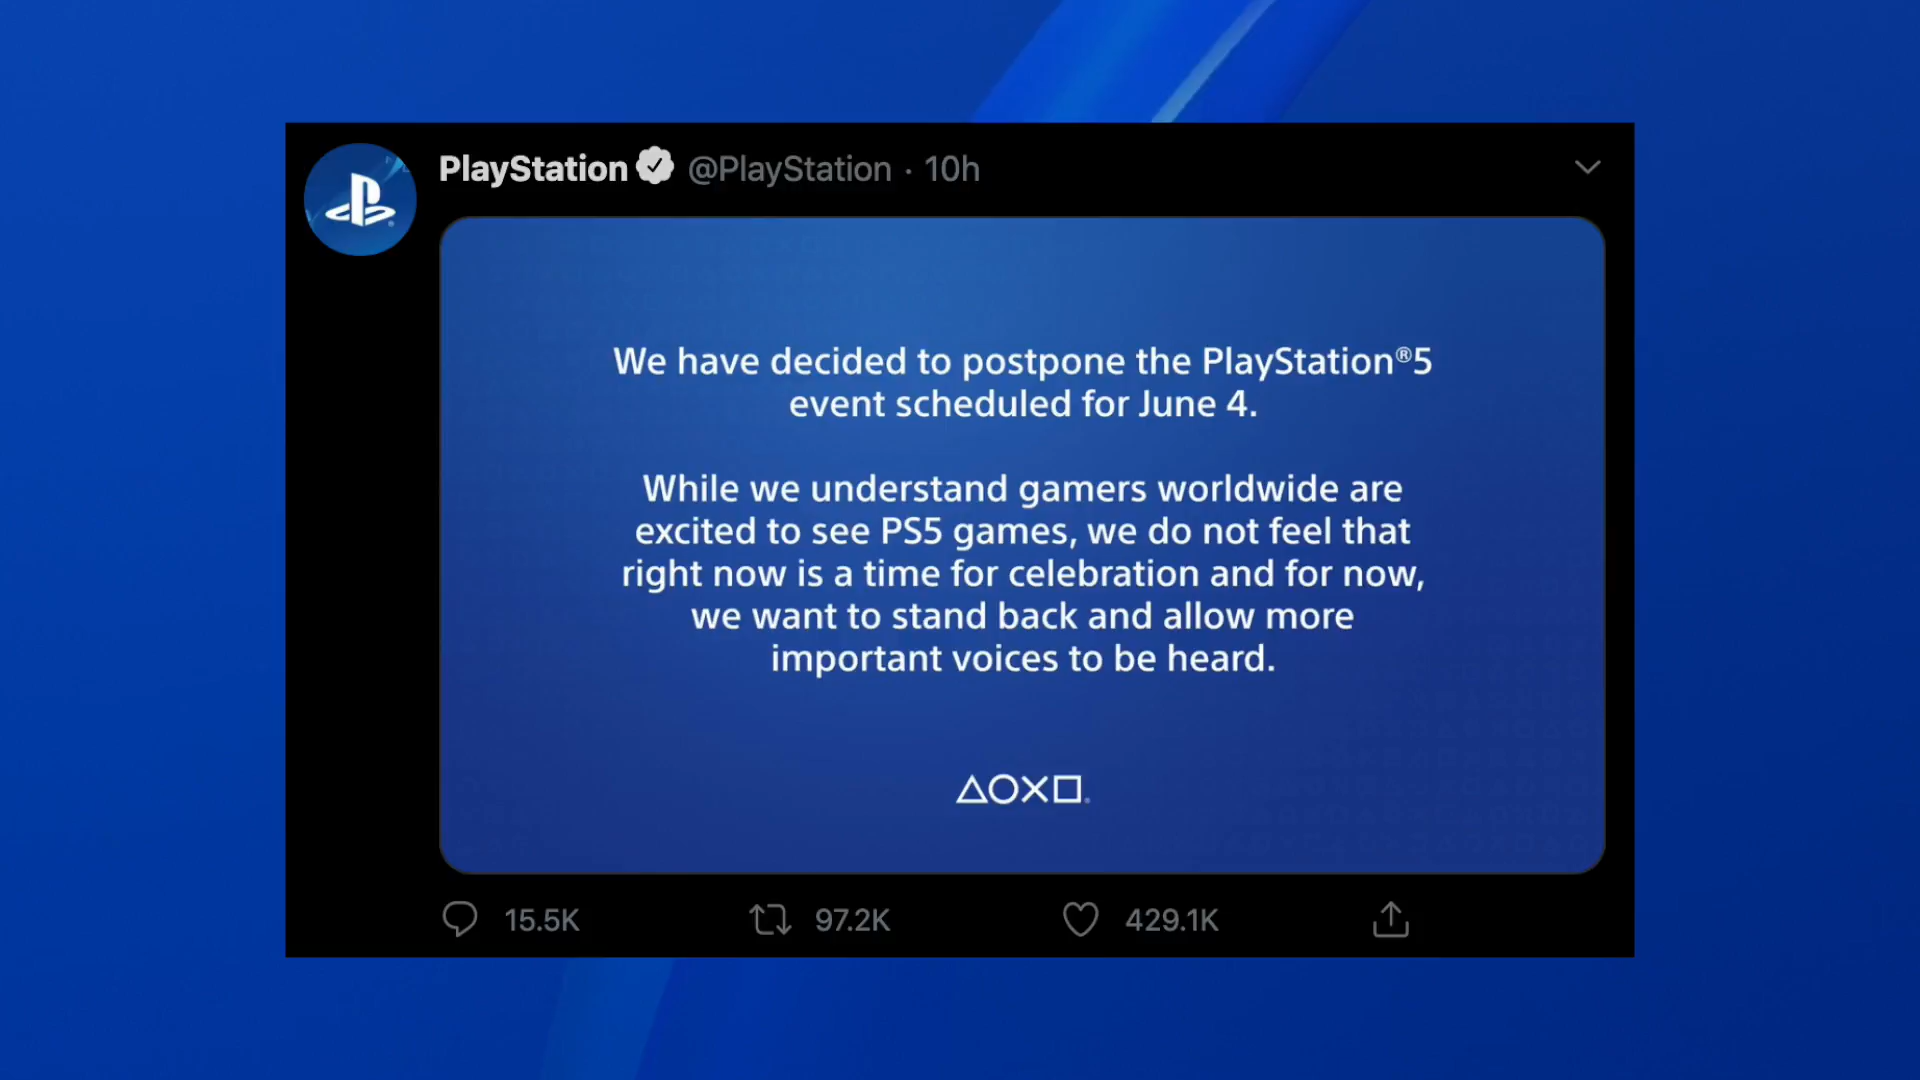 PlayStation @PlayStation · 10h
We have decided to postpone the PlayStation®5
event scheduled for June 4.
While we understand gamers worldwide are
excited to see PS5 games, we do not feel that
right now is a time for celebration and for now,
we want to stand back and allow more
important voices to be heard.
15.5K 97.2K 429.1K